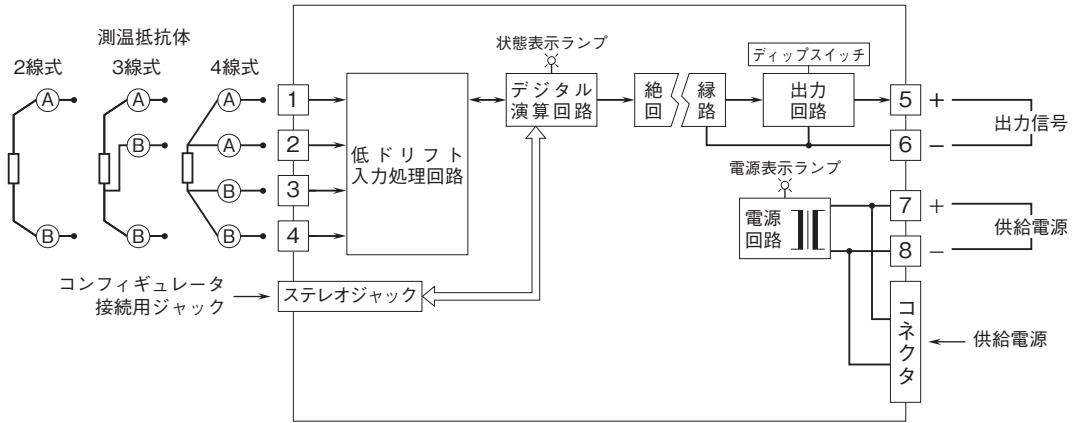 測温抵抗体
2線式 3線式 4線式
A A A
B A
B
B B B
1
2
3
4
低ドリフト
入力処理回路
状態表示ランプ
デジタル
演算回路
絶 縁
回 路
ディップスイッチ
出力
回路
5 +
6 −
出力信号
電源表示ランプ
電源
回路
7 +
8 −
供給電源
コンフィギュレータ
接続用ジャック
ステレオジャック
コネクタ
供給電源